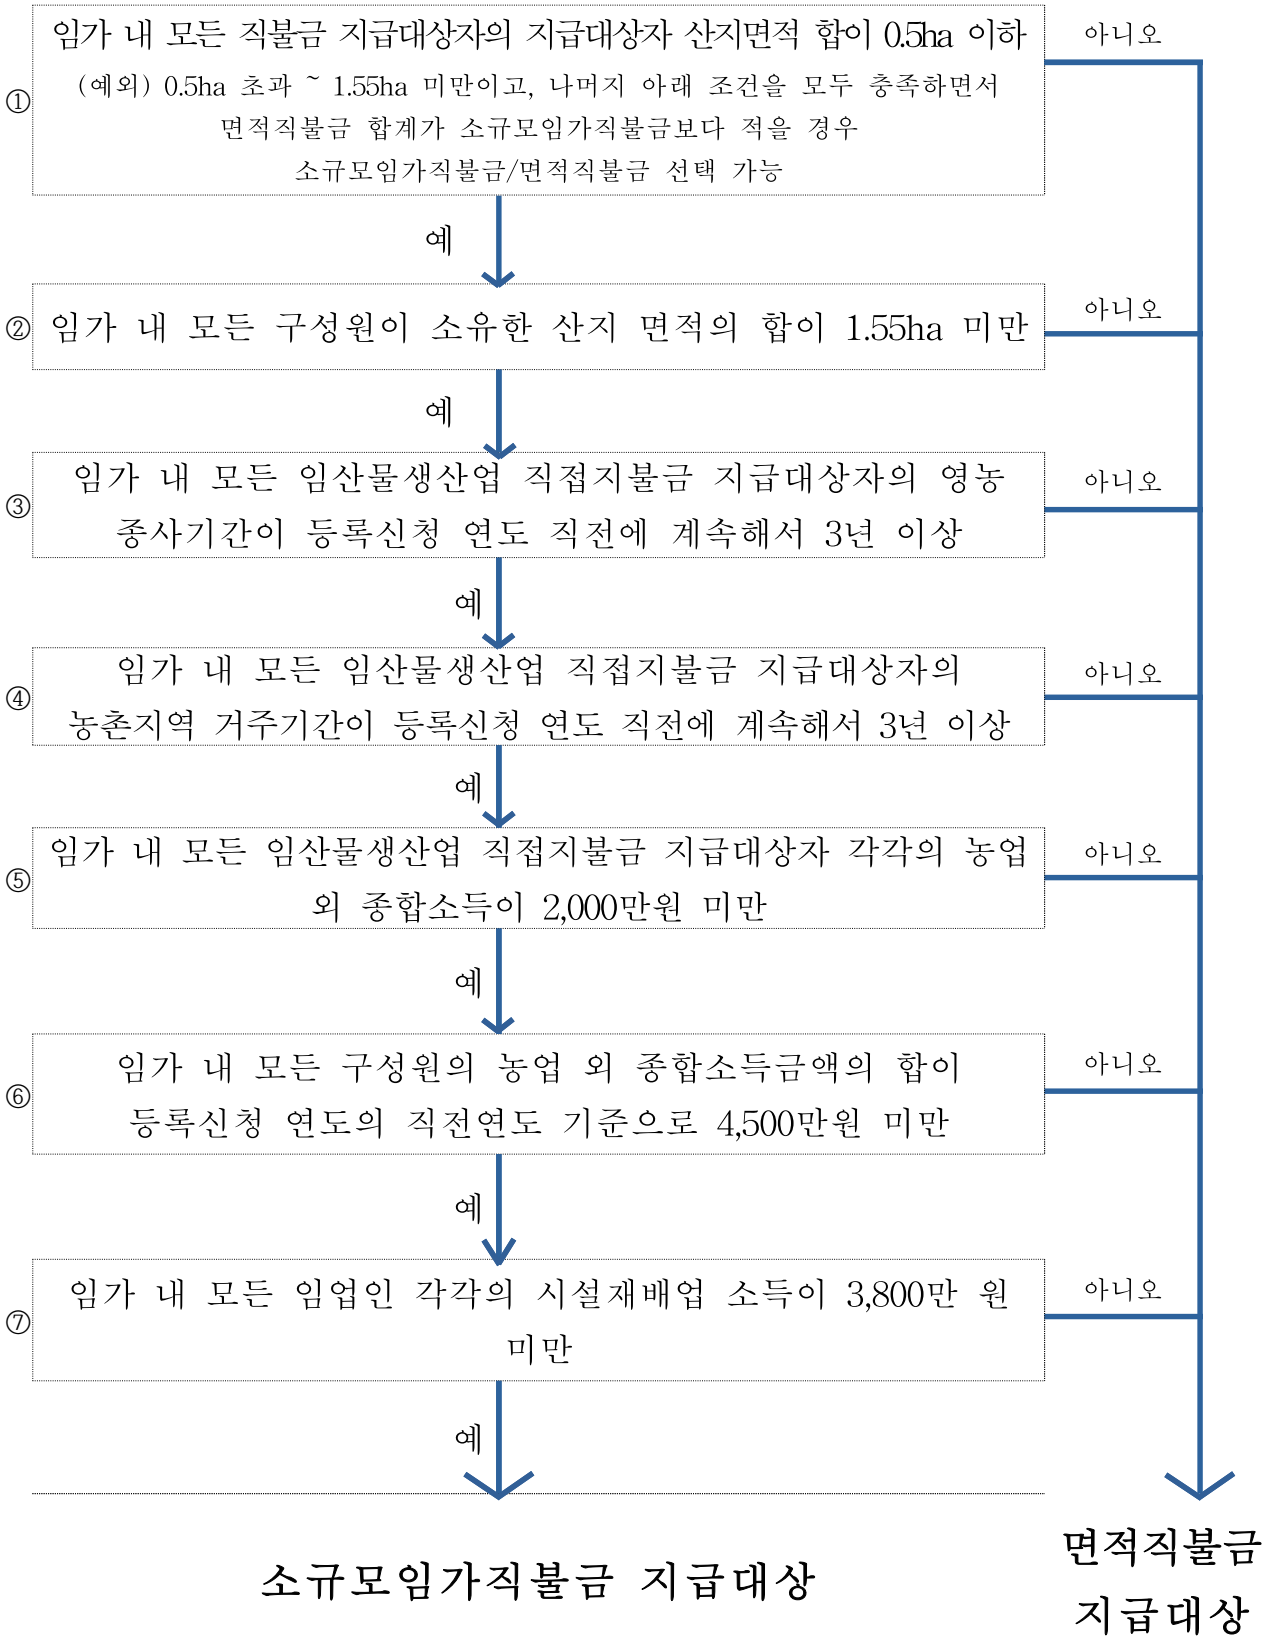 임가 내 모든 직불금 지급대상자의 지급대상자 산지면적 합이 0.5ha 이하
아니오
①
(예외) 0.5ha 초과 ~ 1.55ha 미만이고, 나머지 아래 조건을 모두 충족하면서
면적직불금 합계가 소규모임가직불금보다 적을 경우
소규모임가직불금/면적직불금 선택 가능
예
②
임가 내 모든 구성원이 소유한 산지 면적의 합이 1.55ha 미만
아니오
예
③
임가 내 모든 임산물생산업 직접지불금 지급대상자의 영농
종사기간이 등록신청 연도 직전에 계속해서 3년 이상
아니오
예
④
임가 내 모든 임산물생산업 직접지불금 지급대상자의
농촌지역 거주기간이 등록신청 연도 직전에 계속해서 3년 이상
아니오
예
⑤
임가 내 모든 임산물생산업 직접지불금 지급대상자 각각의 농업
외 종합소득이 2,000만원 미만
아니오
예
⑥
임가 내 모든 구성원의 농업 외 종합소득금액의 합이
등록신청 연도의 직전연도 기준으로 4,500만원 미만
아니오
예
⑦
임가 내 모든 임업인 각각의 시설재배업 소득이 3,800만 원
미만
아니오
예
소규모임가직불금 지급대상
면적직불금
지급대상